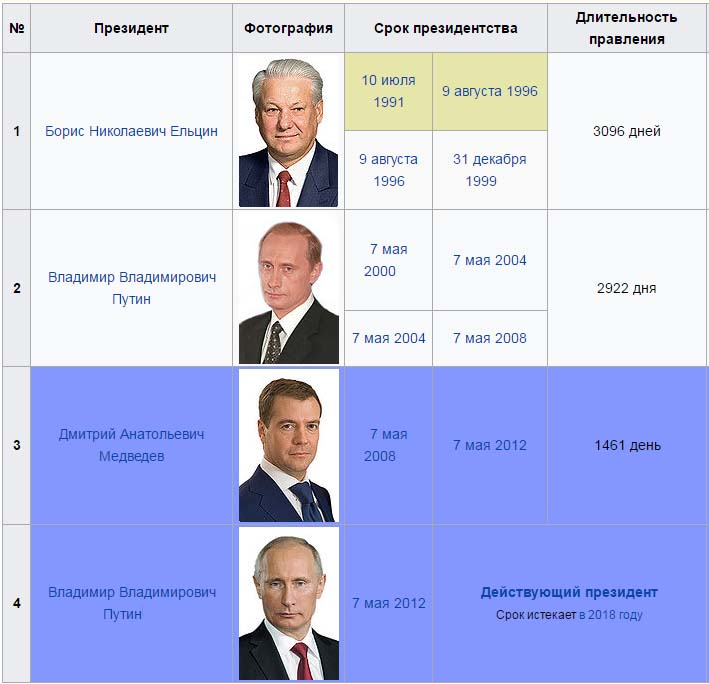 № Президент Фотография Срок президентства Длительность
правления
1 Борис Николаевич Ельцин 10 июля
1991 9 августа 1996 3096 дней
9 августа
1996 31 декабря
1999
2 Владимир Владимирович
Путин 7 мая
2000 7 мая 2004 2922 дня
7 мая 2004 7 мая 2008
3 Дмитрий Анатольевич
Медведев 7 мая
2008 7 мая 2012 1461 день
4 Владимир Владимирович
Путин 7 мая 2012 Действующий президент
Срок истекает в 2018 году